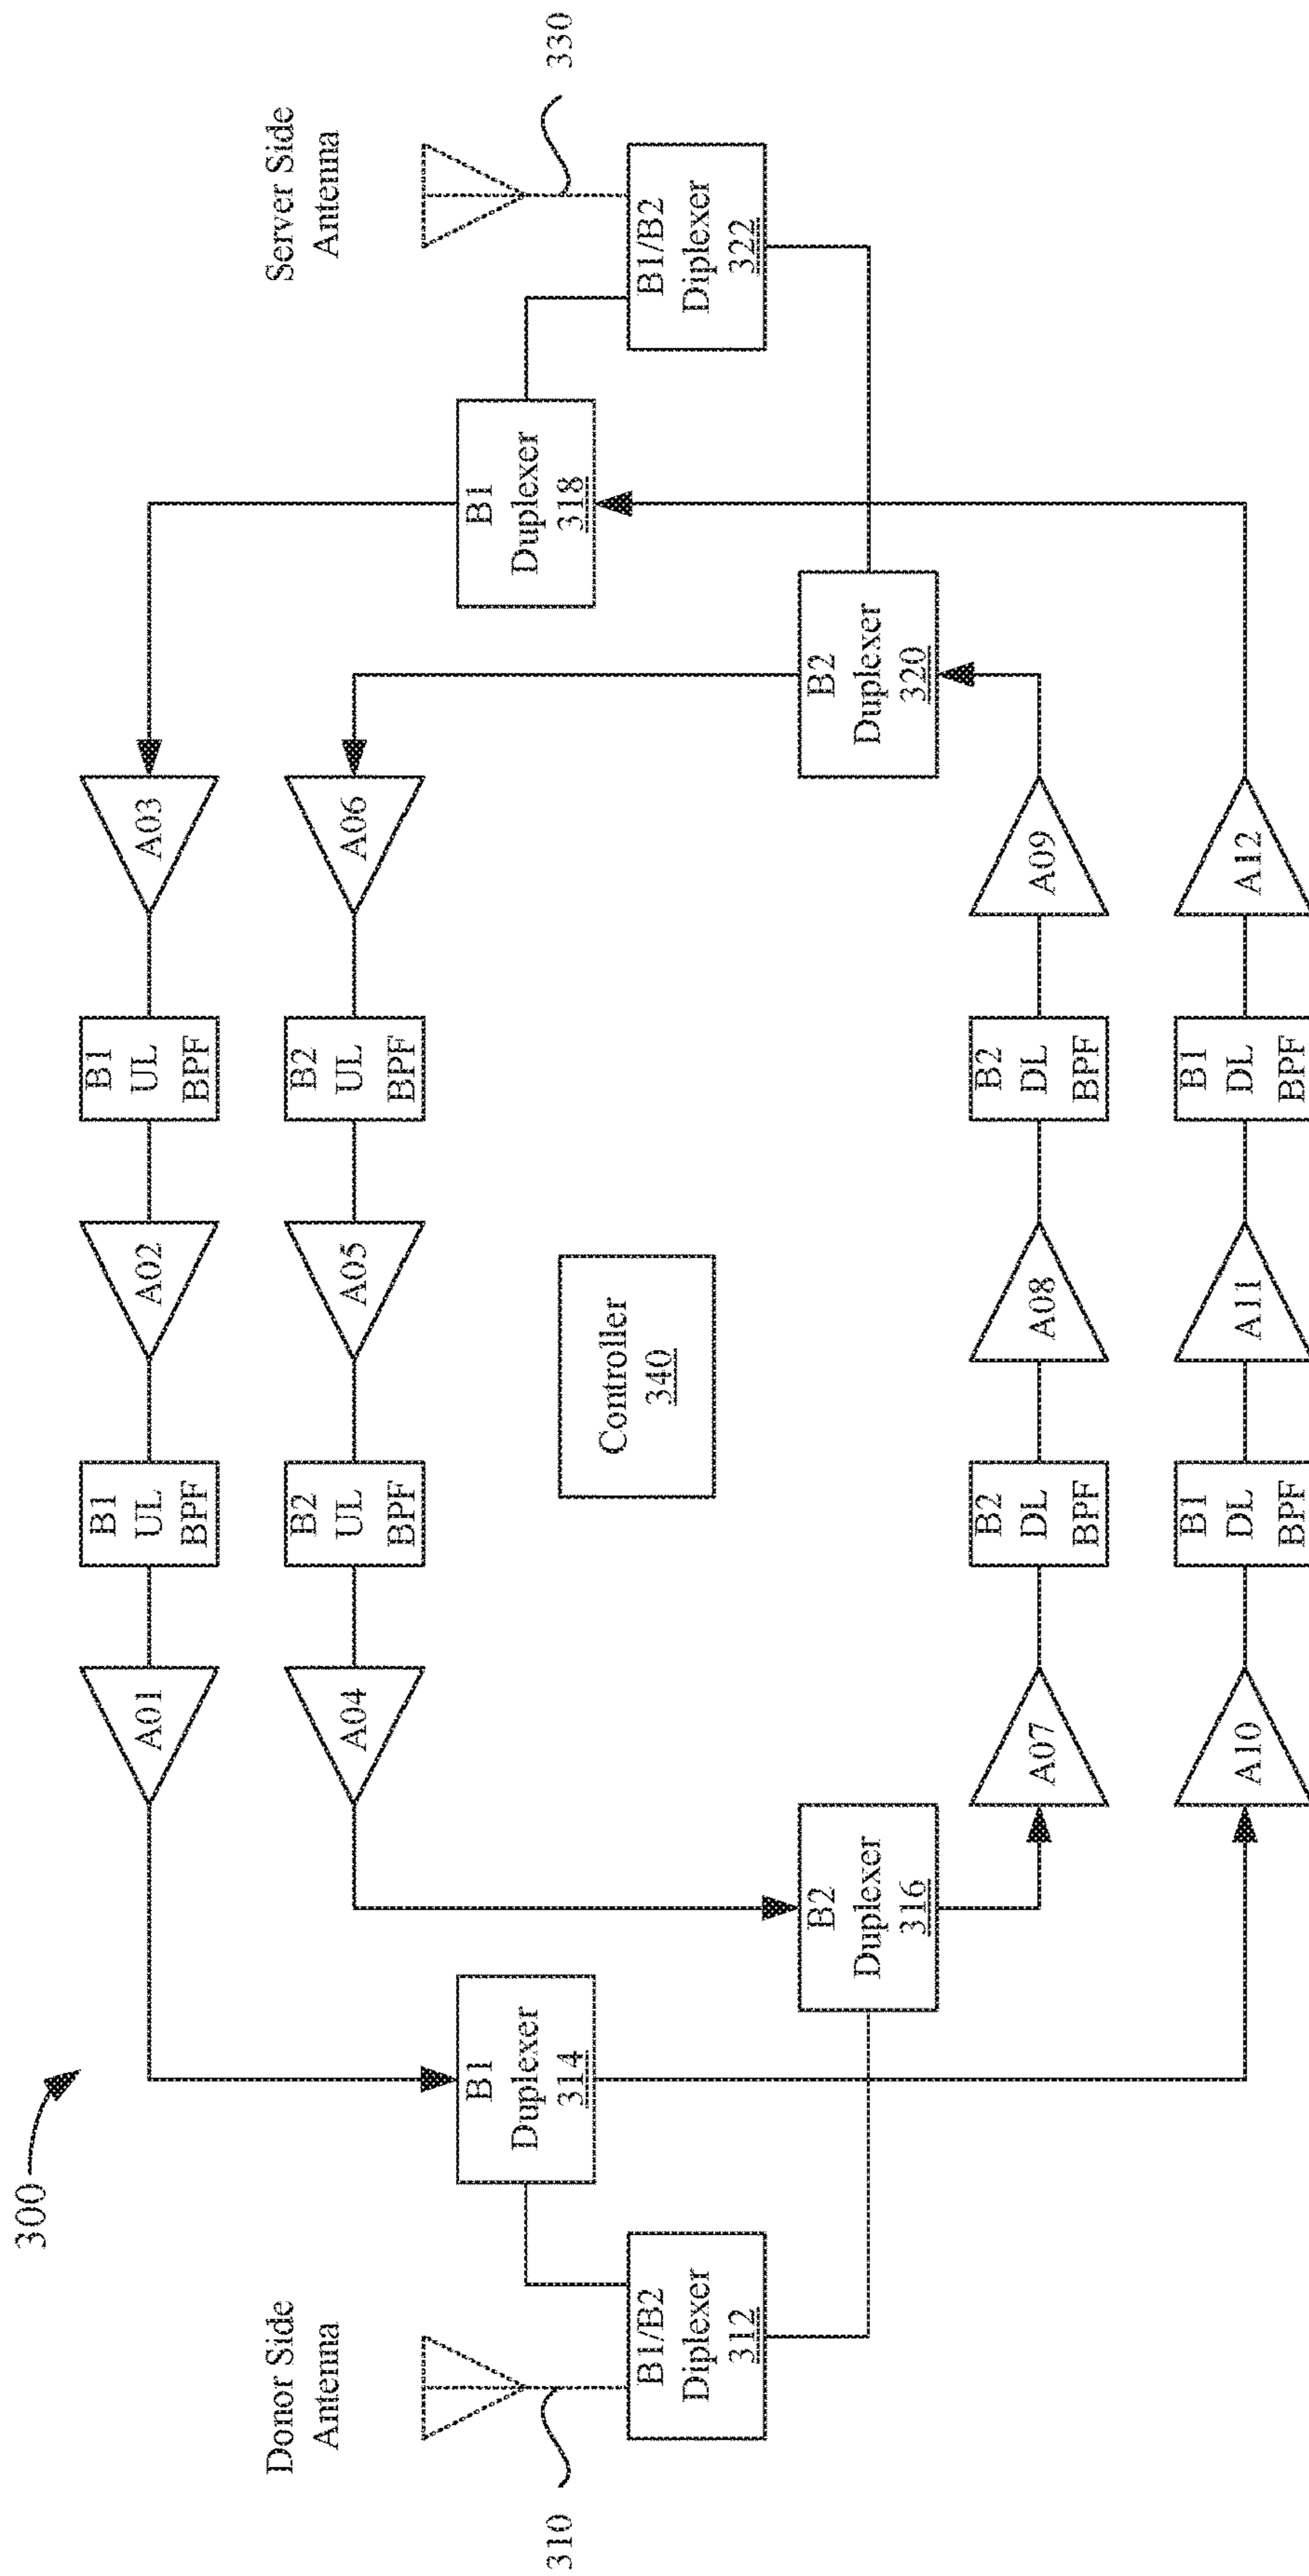 300
Donor Side
Antenna
310
B1/B2
Diplexer
312
B1
Duplexer
314
B2
Duplexer
316
A01
B1
UL
BPF
A02
B1
UL
BPF
A03
A04
B2
UL
BPF
A05
B2
UL
BPF
A06
Controller
340
A07
B2
DL
BPF
A08
B2
DL
BPF
A09
A10
B1
DL
BPF
A11
B1
DL
BPF
A12
B1
Duplexer
318
B2
Duplexer
320
Server Side
Antenna
330
B1/B2
Diplexer
322